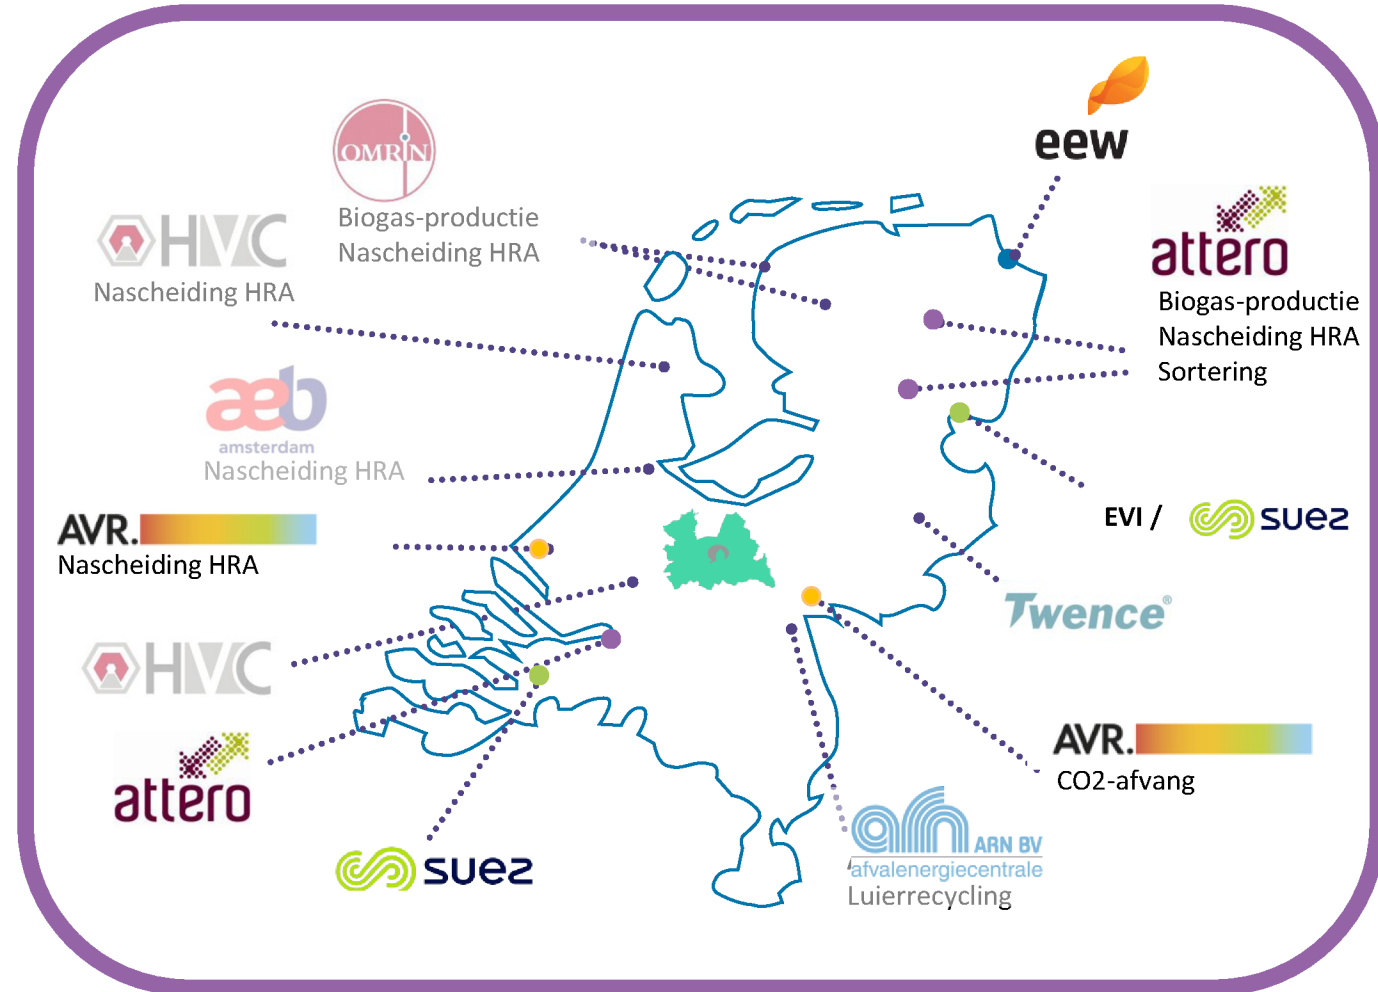 eew
OMRIN
Biogas-productie
Nascheiding HRA
attero
Biogas-productie
Nascheiding HRA
Sortering
HVC
Nascheiding HRA
aeb
amsterdam
Nascheiding HRA
EVI / suez
AVR.
Nascheiding HRA
Twence®
HVC
AVR.
CO2-afvang
attero
suez
arn ARN BV
afvalenergiecentrale
Luierrecycling